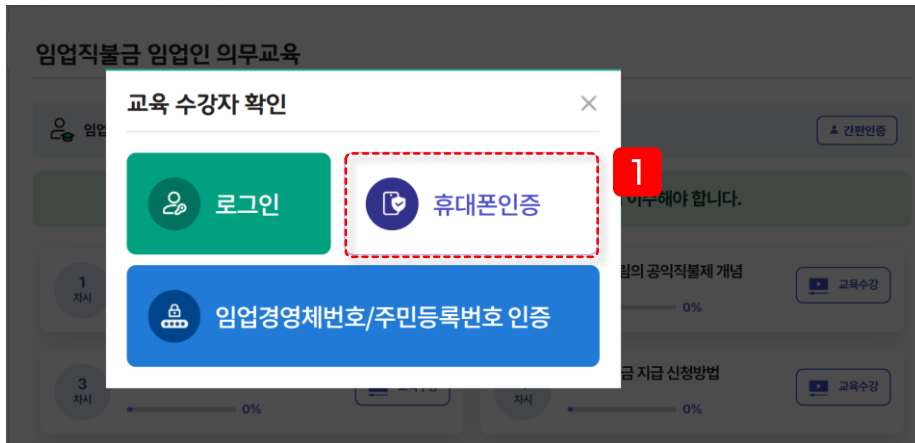 임업직불금 임업인 의무교육
교육 수강자 확인
임업
간편인증
로그인
휴대폰인증
1
해야 합니다.
임업경영체번호/주민등록번호 인증
1
차시
림의 공익직불제 개념
0%
교육수강
3
차시
0%
차시
금 지급 신청방법
0%
교육수강